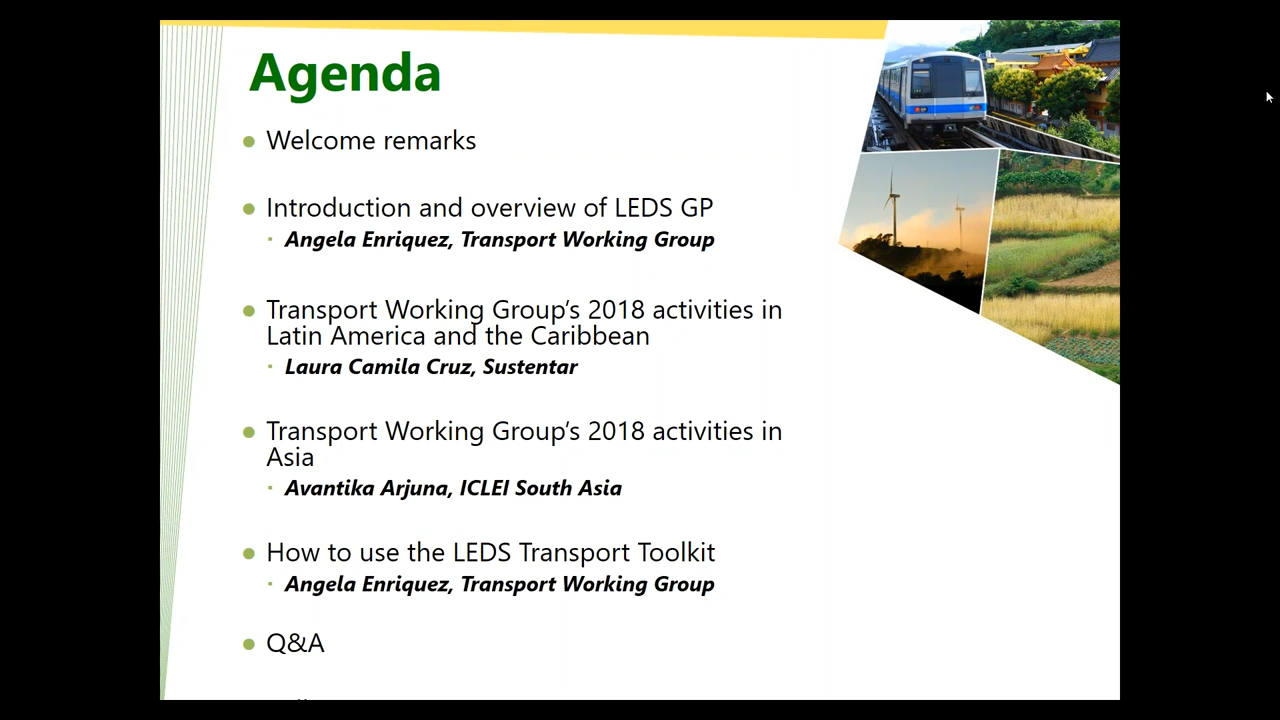 Agenda
Welcome remarks
Introduction and overview of LEDS GP
Angela Enriquez, Transport Working Group
Transport Working Group's 2018 activities in
Latin America and the Caribbean
Laura Camila Cruz, Sustentar
Transport Working Group's 2018 activities in
Asia
Avantika Arjuna, ICLEI South Asia
How to use the LEDS Transport Toolkit
Angela Enriquez, Transport Working Group
Q&A